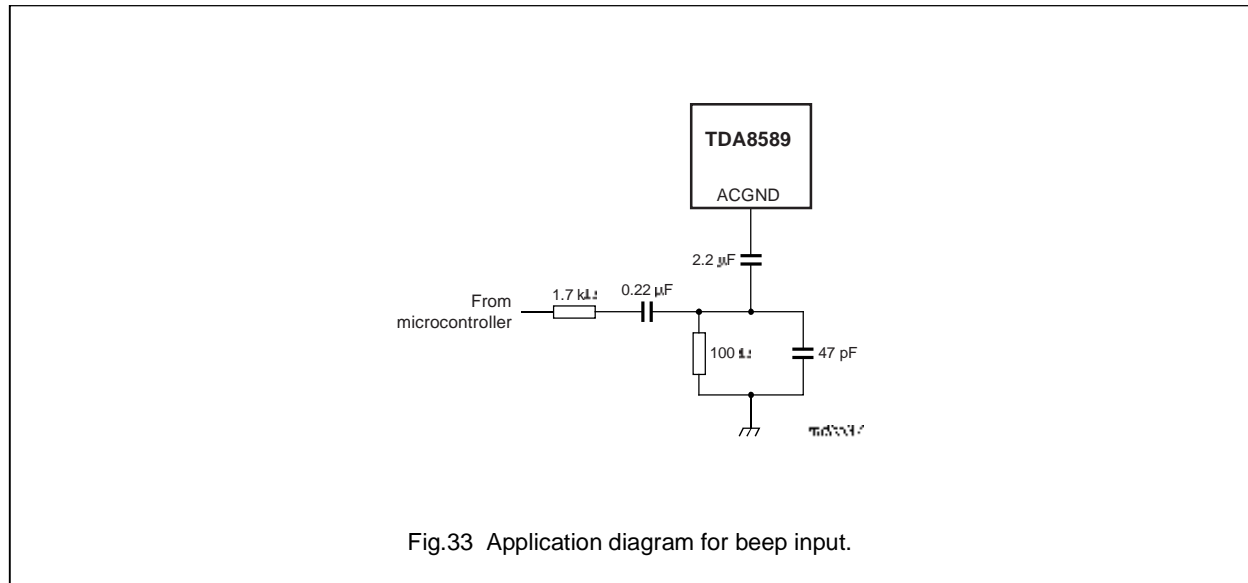 TDA8589
ACGND
2.2 μF
0.22 μF
1.7 kΩ
From
microcontroller
100 Ω
47 pF
Fig.33 Application diagram for beep input.